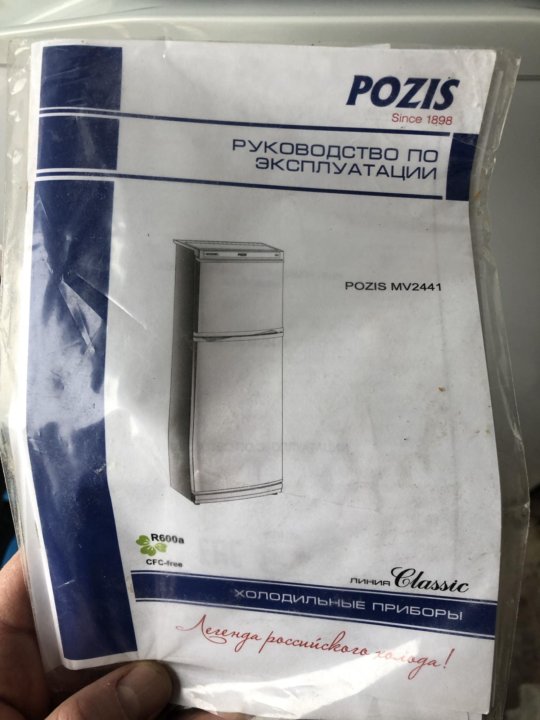 POZIS
Since 1898
РУКОВОДСТВО ПО
ЭКСПЛУАТАЦИИ
POZIS MV2441
R600a
CFC-free
ЛИНИЯ Classic
ХОЛОДИЛЬНЫЕ ПРИБОРЫ
Легенда российского холода!